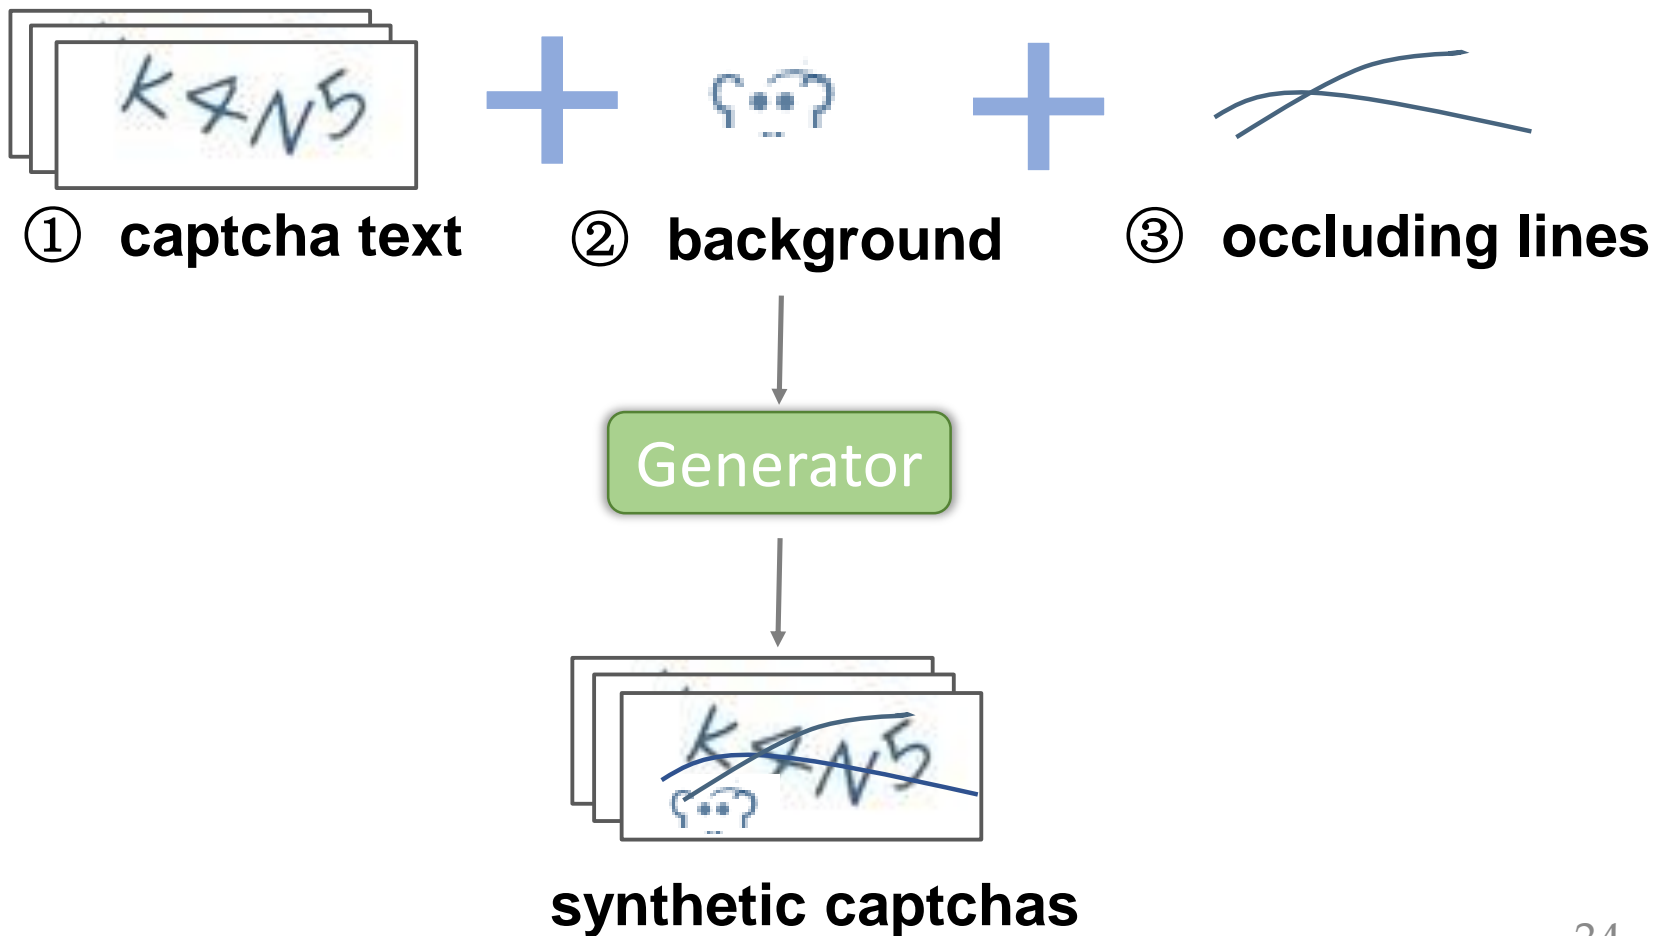 K4N5
① captcha text ② background ③ occluding lines
Generator
K4N5
synthetic captchas